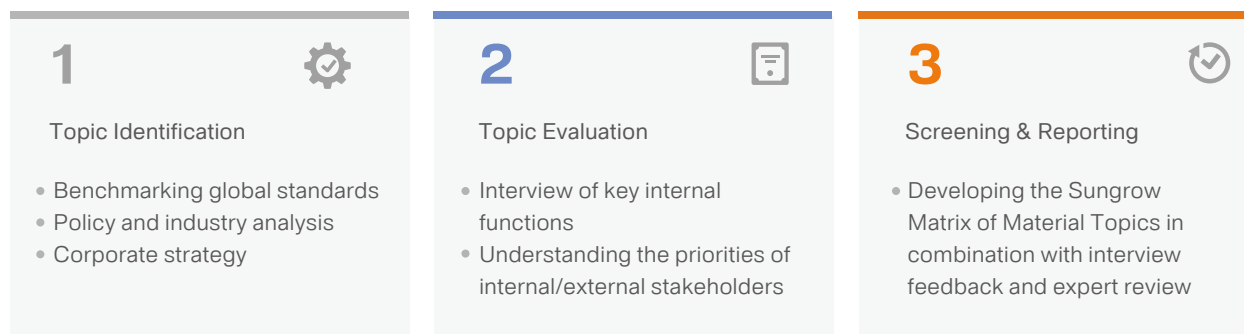 1
Topic Identification
Benchmarking global standards
Policy and industry analysis
Corporate strategy
2
Topic Evaluation
Interview of key internal
functions
Understanding the priorities of
internal/external stakeholders
3
Screening & Reporting
Developing the Sungrow
Matrix of Material Topics in
combination with interview
feedback and expert review